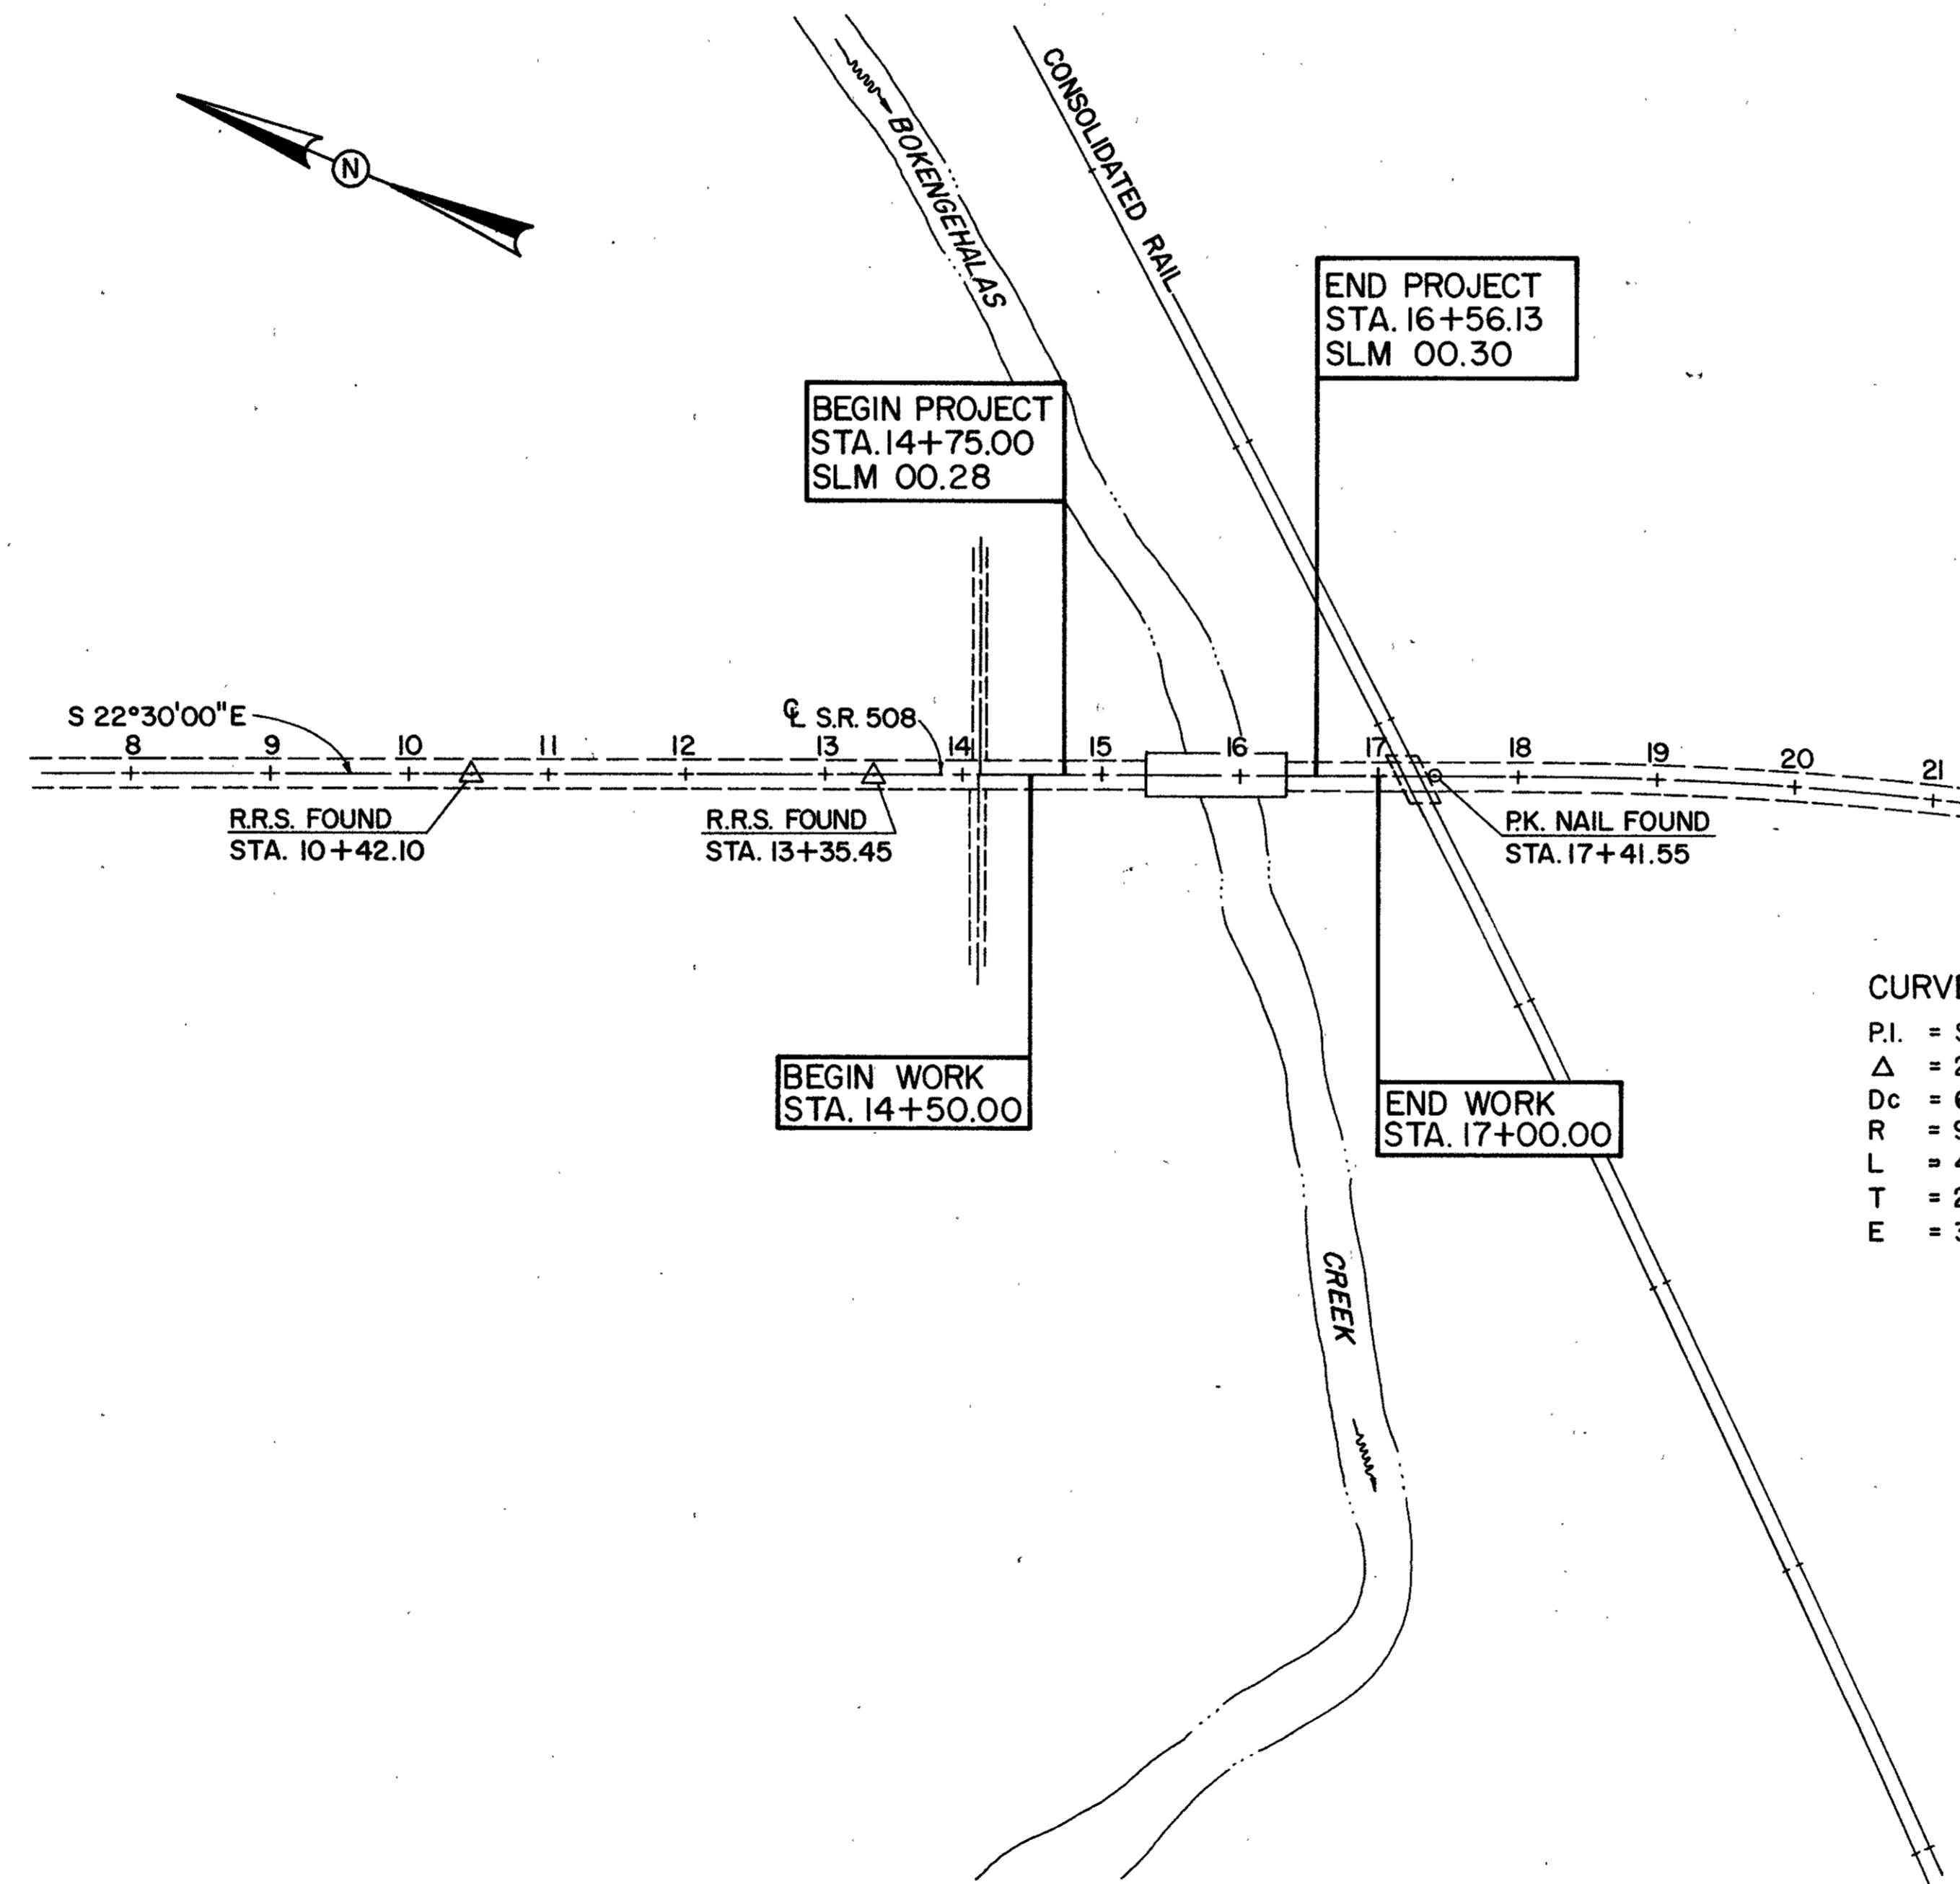 N
BOKENGEHALAS
CONSOLIDATED RAIL
END PROJECT
STA. 16+56.13
SLM 00.30
BEGIN PROJECT
STA. 14+75.00
SLM 00.28
S 22°30'00"E
℄ S.R. 508
8 9 10 11 12 13 14 15 16 17 18 19 20 21
R.R.S. FOUND
STA. 10+42.10
R.R.S. FOUND
STA. 13+35.45
P.K. NAIL FOUND
STA. 17+41.55
BEGIN WORK
STA. 14+50.00
END WORK
STA. 17+00.00
CREEK
P.I. =
Δ = 2
Dc =
R =
L =
T = 2
E =